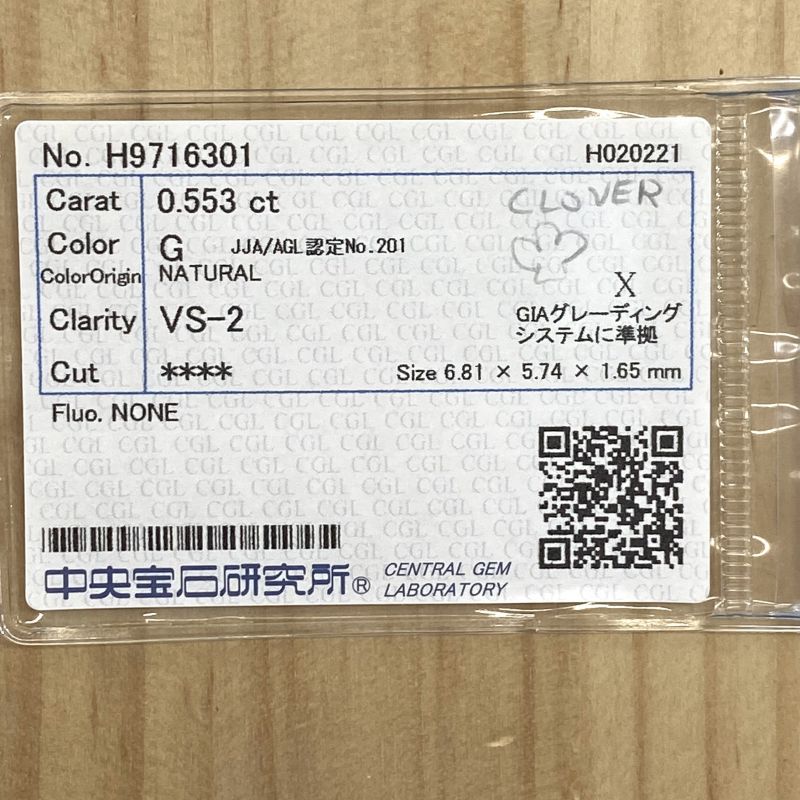 No. H9716301 H020221
Carat 0.553 ct CLOVER
Color G JJA/AGL認定No.201
ColorOrigin NATURAL
X
Clarity VS-2 GIAグレーディング
システムに準拠
Cut **** Size 6.81 × 5.74 × 1.65 mm
Fluo. NONE
中央宝石研究所® CENTRAL GEM
LABORATORY